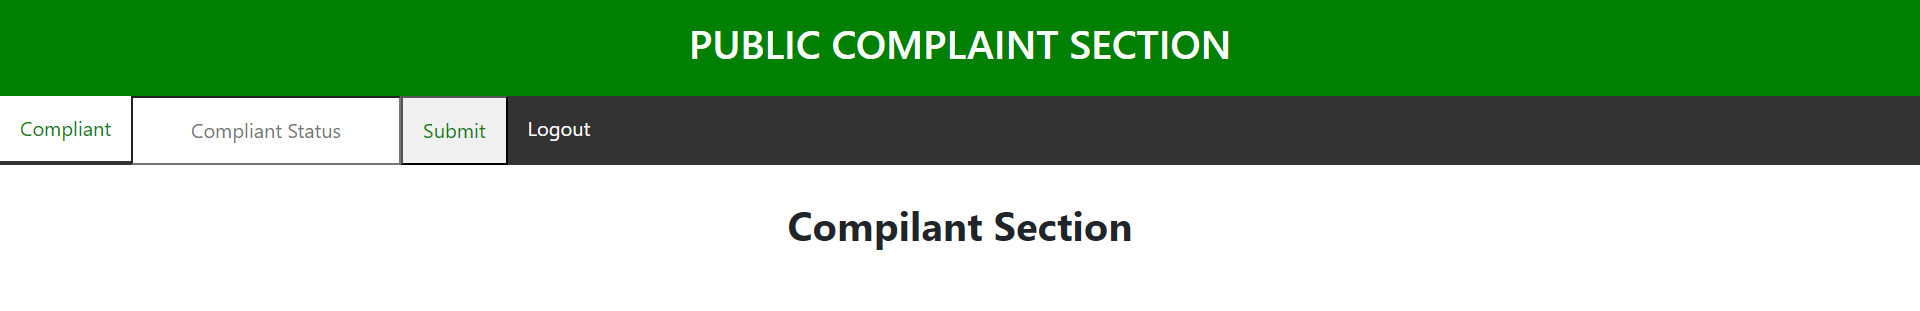 PUBLIC COMPLAINT SECTION
Compliant Compliant Status Submit Logout
Compilant Section